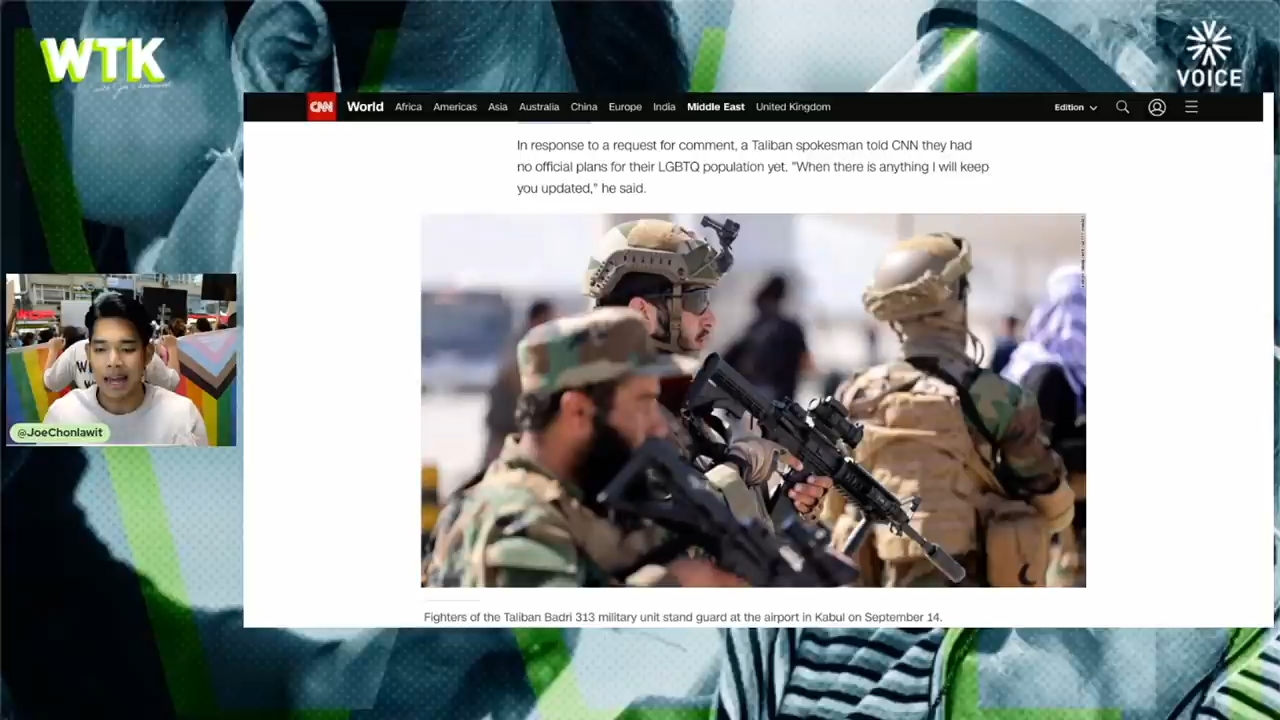 WTK
VOICE
CNN World Africa Americas Asia Australia China Europe India Middle East United Kingdom Edition
In response to a request for comment, a Taliban spokesman told CNN they had
no official plans for their LGBTQ population yet. "When there is anything I will keep
you updated," he said.
@JoeChonlawit
Fighters of the Taliban Badri 313 military unit stand guard at the airport in Kabul on September 14.